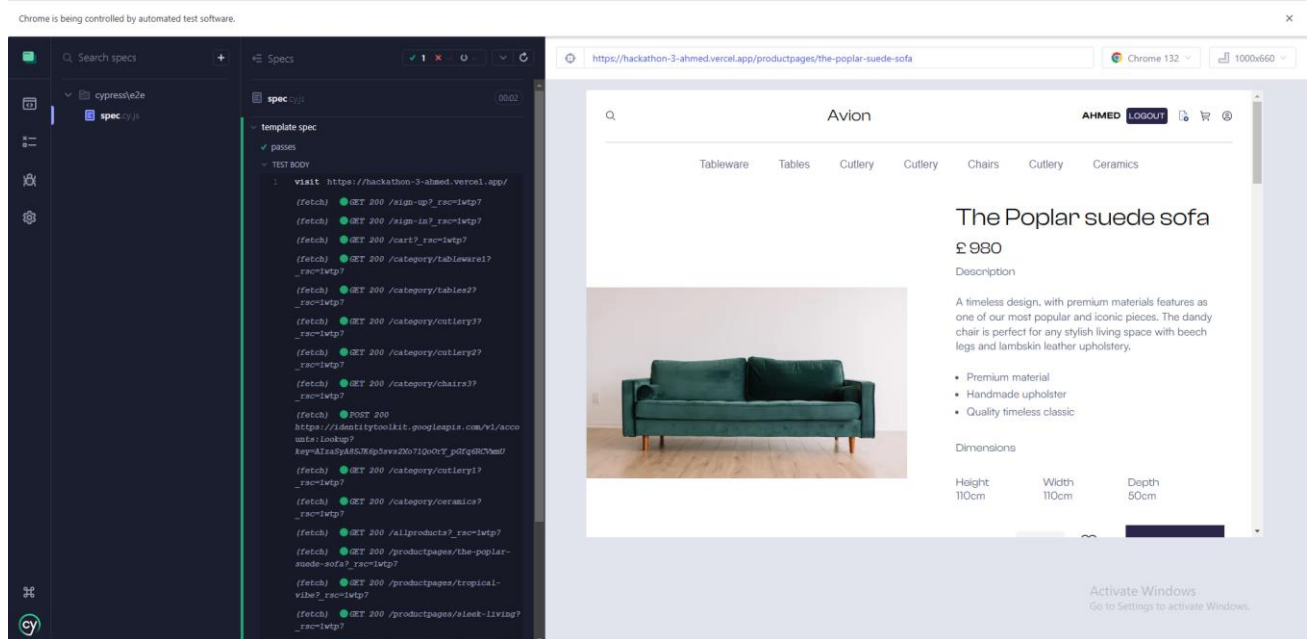 Chrome is being controlled by automated test software.
Search specs
+
Specs
1
--
--
https://hackathon-3-ahmed.vercel.app/productpages/the-poplar-suede-sofa
Chrome 132
1000x660
cypress\e2e
spec.cy.js
spec.cy.js
00:02
template spec
passes
TEST BODY
1 visit https://hackathon-3-ahmed.vercel.app/
(fetch) GET 200 /sign-up?_rsc=1wtp7
(fetch) GET 200 /sign-in?_rsc=1wtp7
(fetch) GET 200 /cart?_rsc=1wtp7
(fetch) GET 200 /category/tableware1?
_rsc=1wtp7
(fetch) GET 200 /category/tables2?
_rsc=1wtp7
(fetch) GET 200 /category/cutlery3?
_rsc=1wtp7
(fetch) GET 200 /category/cutlery2?
_rsc=1wtp7
(fetch) GET 200 /category/chairs3?
_rsc=1wtp7
(fetch) POST 200
https://identitytoolkit.googleapis.com/v1/acco
unts:lookup?
(fetch) GET 200 /category/cutlery1?
_rsc=1wtp7
(fetch) GET 200 /category/ceramics?
_rsc=1wtp7
(fetch) GET 200 /allproducts?_rsc=1wtp7
(fetch) GET 200 /productpages/the-poplar-
suede-sofa?_rsc=1wtp7
(fetch) GET 200 /productpages/tropical-
vibe?_rsc=1wtp7
(fetch) GET 200 /productpages/sleek-living?
_rsc=1wtp7
cy
Avion
AHMED LOGOUT
Tableware Tables Cutlery Cutlery Chairs Cutlery Ceramics
The Poplar suede sofa
£ 980
Description
A timeless design, with premium materials features as
one of our most popular and iconic pieces. The dandy
chair is perfect for any stylish living space with beech
legs and lambskin leather upholstery.
• Premium material
• Handmade upholster
• Quality timeless classic
Dimensions
Height Width Depth
110cm 110cm 50cm
Activate Windows
Go to Settings to activate Windows.